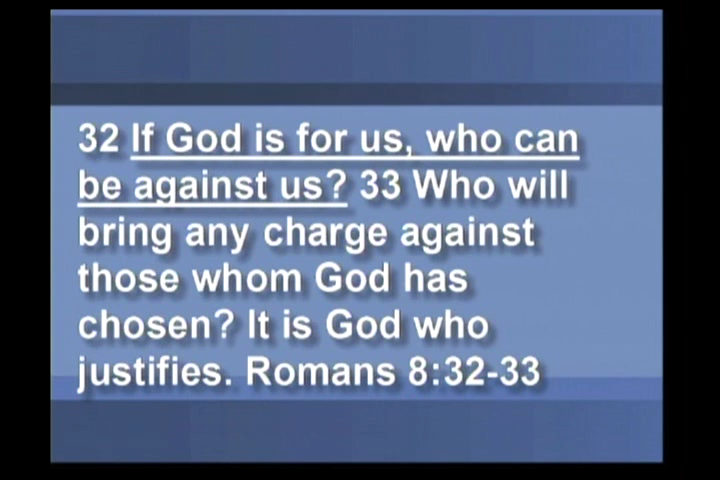 32 If God is for us, who can
be against us? 33 Who will
bring any charge against
those whom God has
chosen? It is God who
justifies. Romans 8:32-33